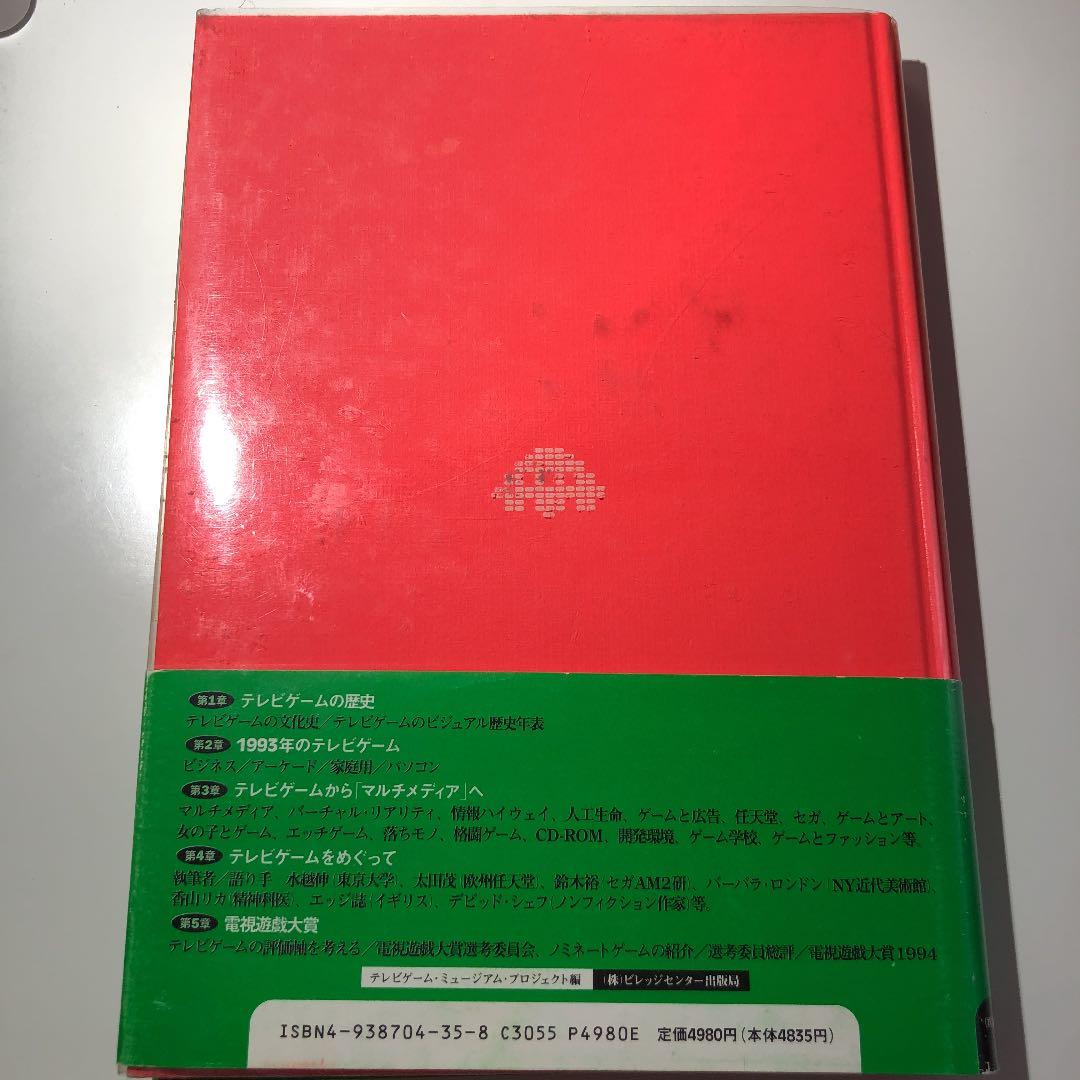 第1章 テレビゲームの歴史
テレビゲームの文化史／テレビゲームのビジュアル歴史年表
第2章 1993年のテレビゲーム
ビジネス／アーケード／家庭用／パソコン
第3章 テレビゲームから「マルチメディア」へ
マルチメディア、バーチャル・リアリティ、情報ハイウェイ、人工生命、ゲームと広告、任天堂、セガ、ゲームとアート、
女の子とゲーム、エッチゲーム、落ちモノ、格闘ゲーム、CD-ROM、開発環境、ゲーム学校、ゲームとファッション等。
第4章 テレビゲームをめぐって
執筆者／語り手 水越伸（東京大学）、太田茂（欧州任天堂）、鈴木裕（セガAM2研）、バーバラ・ロンドン（NY近代美術館）、
香山リカ（精神科医）、エッジ誌（イギリス）、デビッド・シェフ（ノンフィクション作家）等。
第5章 電視遊戯大賞
テレビゲームの評価軸を考える／電視遊戯大賞選考委員会、ノミネートゲームの紹介／選考委員総評／電視遊戯大賞1994
テレビゲーム・ミュージアム・プロジェクト編 （株）ビレッジセンター出版局
ISBN4-938704-35-8 C3055 P4980E 定価4980円（本体4835円）